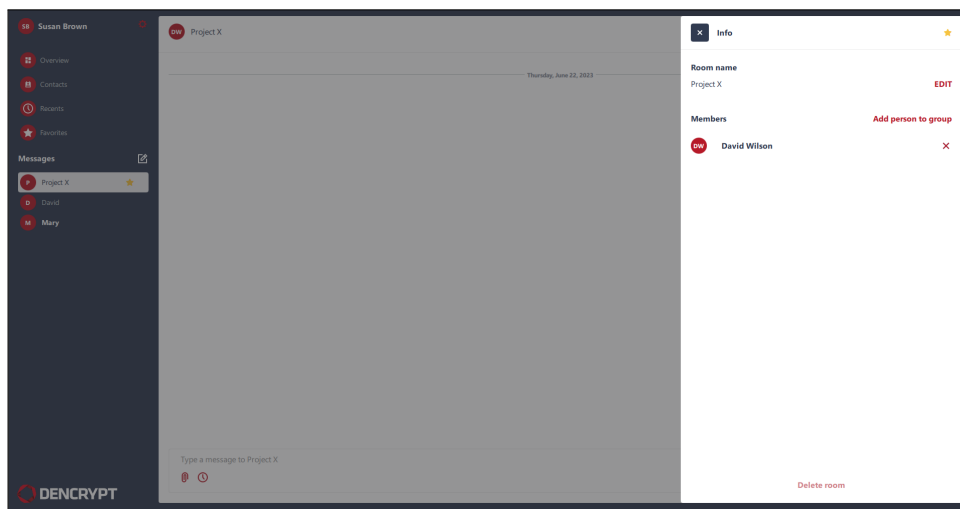 SB Susan Brown
Overview
Contacts
Recents
Favorites
Messages
P Project X
D David
M Mary
DENCRYPT
DW Project X
Thursday, June 22, 2023
Type a message to Project X
Info
Room name
Project X EDIT
Members Add person to group
DW David Wilson
Delete room